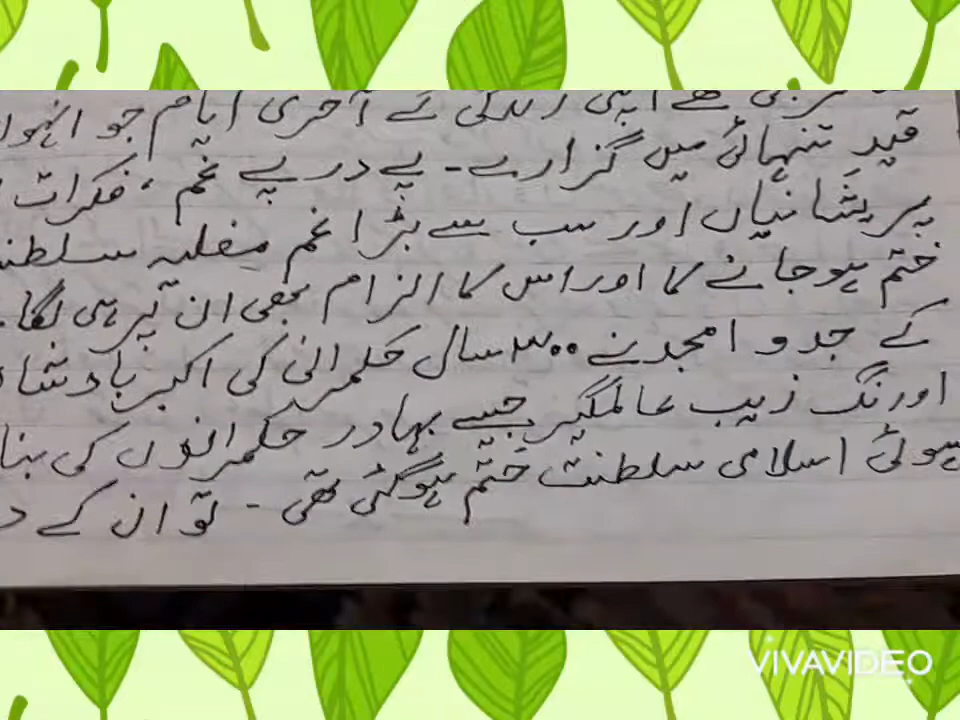 اپنی زندگی کے آخری ایام جو انہوں
قیدِ تنہائی میں گزارے۔ پے در پے غم، فکرات
پریشانیاں اور سب سے بڑا غم مغلیہ سلطنت
ختم ہو جانے کا اور اس کا الزام بھی ان پر ہی لگا۔
کے جد و امجد نے ۳۰۰ سال حکمرانی کی اکبر بادشاہ
اورنگ زیب عالمگیر جیسے بہادر حکمرانوں کی بنا
ہوئی اسلامی سلطنت ختم ہوگئی تھی - تو ان کے
VIVAVIDEO